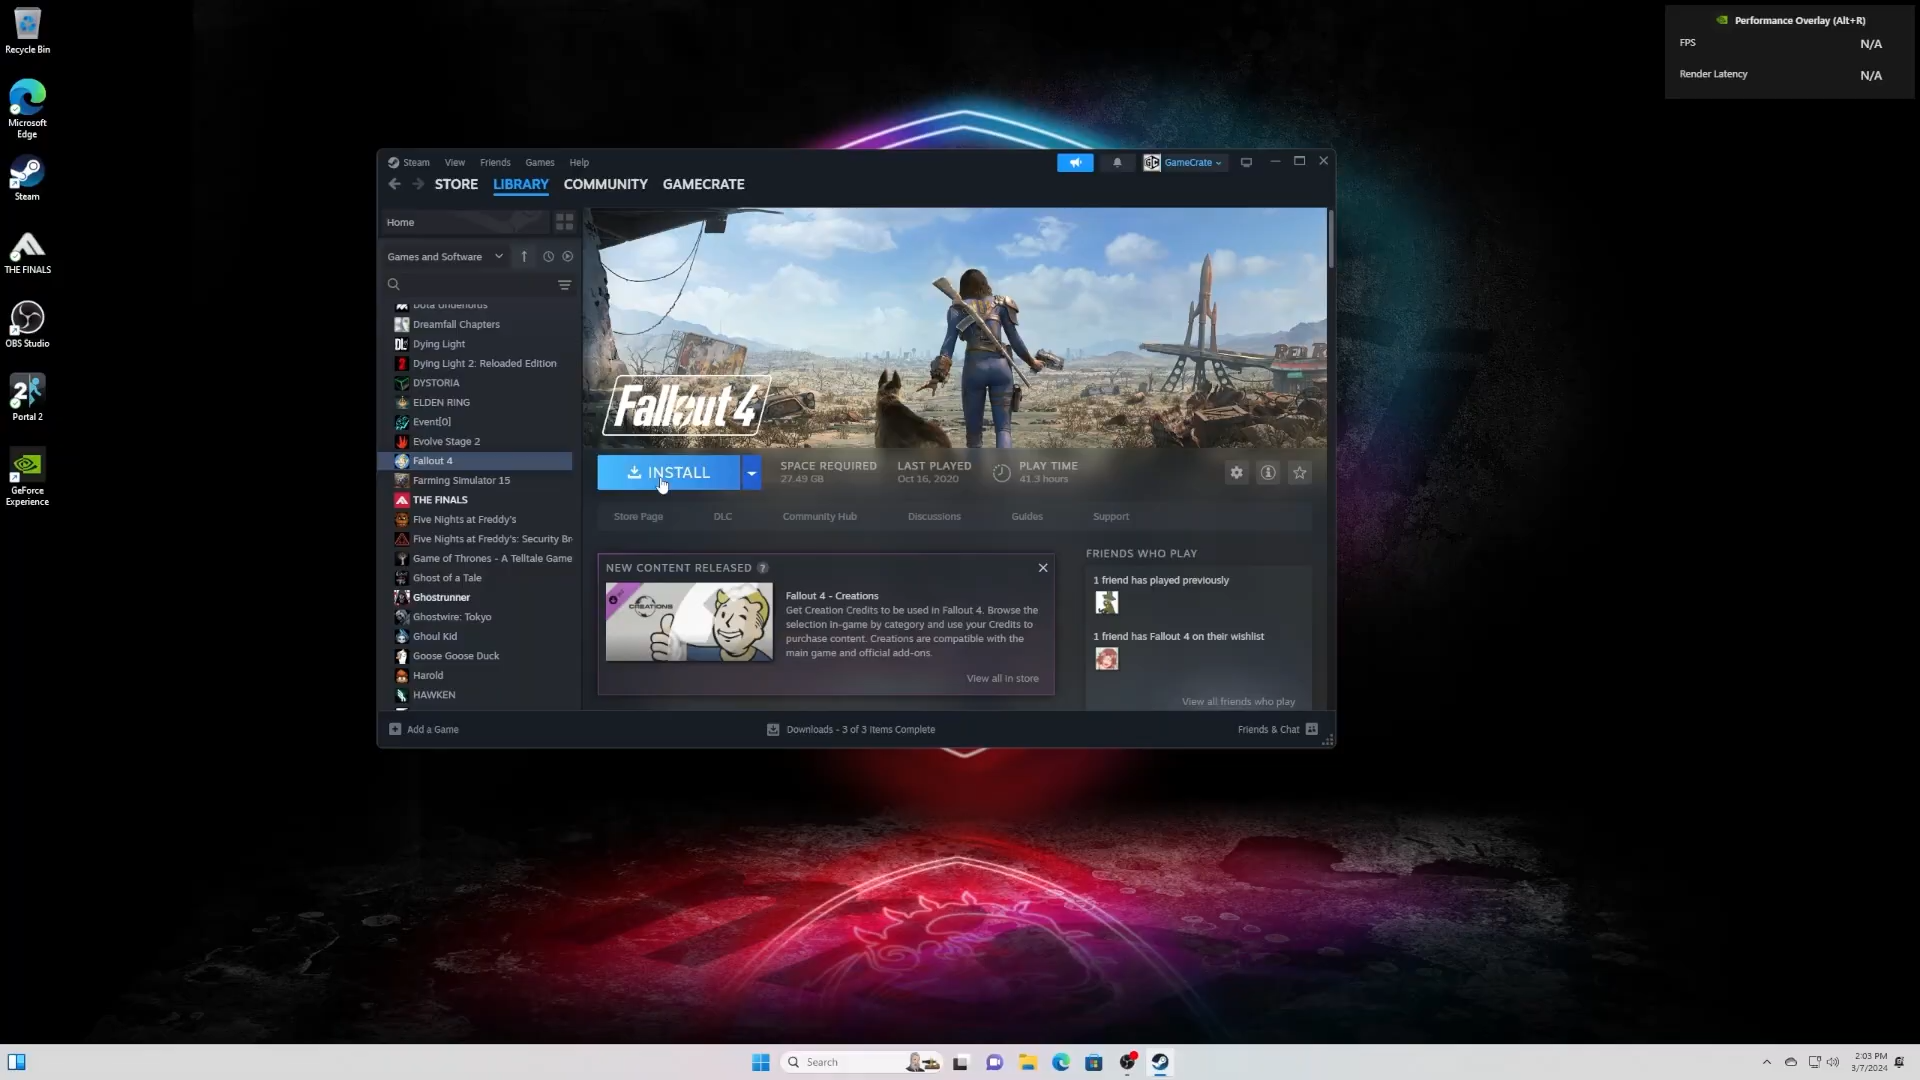 Recycle Bin
Microsoft
Edge
Steam
THE FINALS
OBS Studio
Portal 2
GeForce
Experience
Performance Overlay (Alt+R)
FPS N/A
Render Latency N/A
Steam View Friends Games Help
GameCrate
STORE LIBRARY COMMUNITY GAMECRATE
Home
Games and Software
Dota Underlords
Dreamfall Chapters
Dying Light
Dying Light 2: Reloaded Edition
DYSTORIA
ELDEN RING
Event[0]
Evolve Stage 2
Fallout 4
Farming Simulator 15
THE FINALS
Five Nights at Freddy's
Five Nights at Freddy's: Security Br
Game of Thrones - A Telltale Game
Ghost of a Tale
Ghostrunner
Ghostwire: Tokyo
Ghoul Kid
Goose Goose Duck
Harold
HAWKEN
Fallout 4
INSTALL
SPACE REQUIRED
27.49 GB
LAST PLAYED
Oct 16, 2020
PLAY TIME
41.3 hours
Store Page DLC Community Hub Discussions Guides Support
NEW CONTENT RELEASED ?
CREATIONS
Fallout 4 - Creations
Get Creation Credits to be used in Fallout 4. Browse the
selection in-game by category and use your Credits to
purchase content. Creations are compatible with the
main game and official add-ons.
View all in store
FRIENDS WHO PLAY
1 friend has played previously
1 friend has Fallout 4 on their wishlist
View all friends who play
Add a Game
Downloads - 3 of 3 Items Complete
Friends & Chat
Search
2:03 PM
3/7/2024